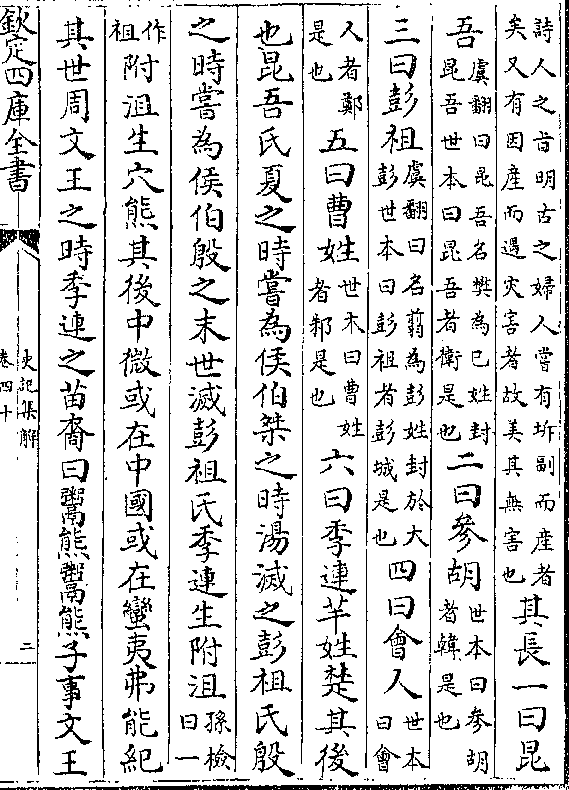 詩人之旨明古之婦人嘗有坼副而產者
矣又有因產而遇灾害者故美其無害也其長一曰昆
吾虞翻曰昆吾名樊為己姓封
昆吾世本曰昆吾者衛是也二曰參胡世本曰參胡
者韓是也
三曰彭祖虞翻曰名翦為彭姓封於大
彭世本曰彭祖者彭城是也四曰會人世本
曰會
人者鄭
是也五曰曹姓世本曰曹姓
者邾是也六曰季連芊姓楚其後
也昆吾氏夏之時嘗為侯伯桀之時湯滅之彭祖氏殷
之時嘗為侯伯殷之末世滅彭祖氏季連生附沮孫檢
曰一
作
祖附沮生穴熊其後中微或在中國或在蠻夷弗能紀
其世周文王之時季連之苗裔曰鬻熊鬻熊子事文王
欽定四庫全書
史記集解
卷四十
二